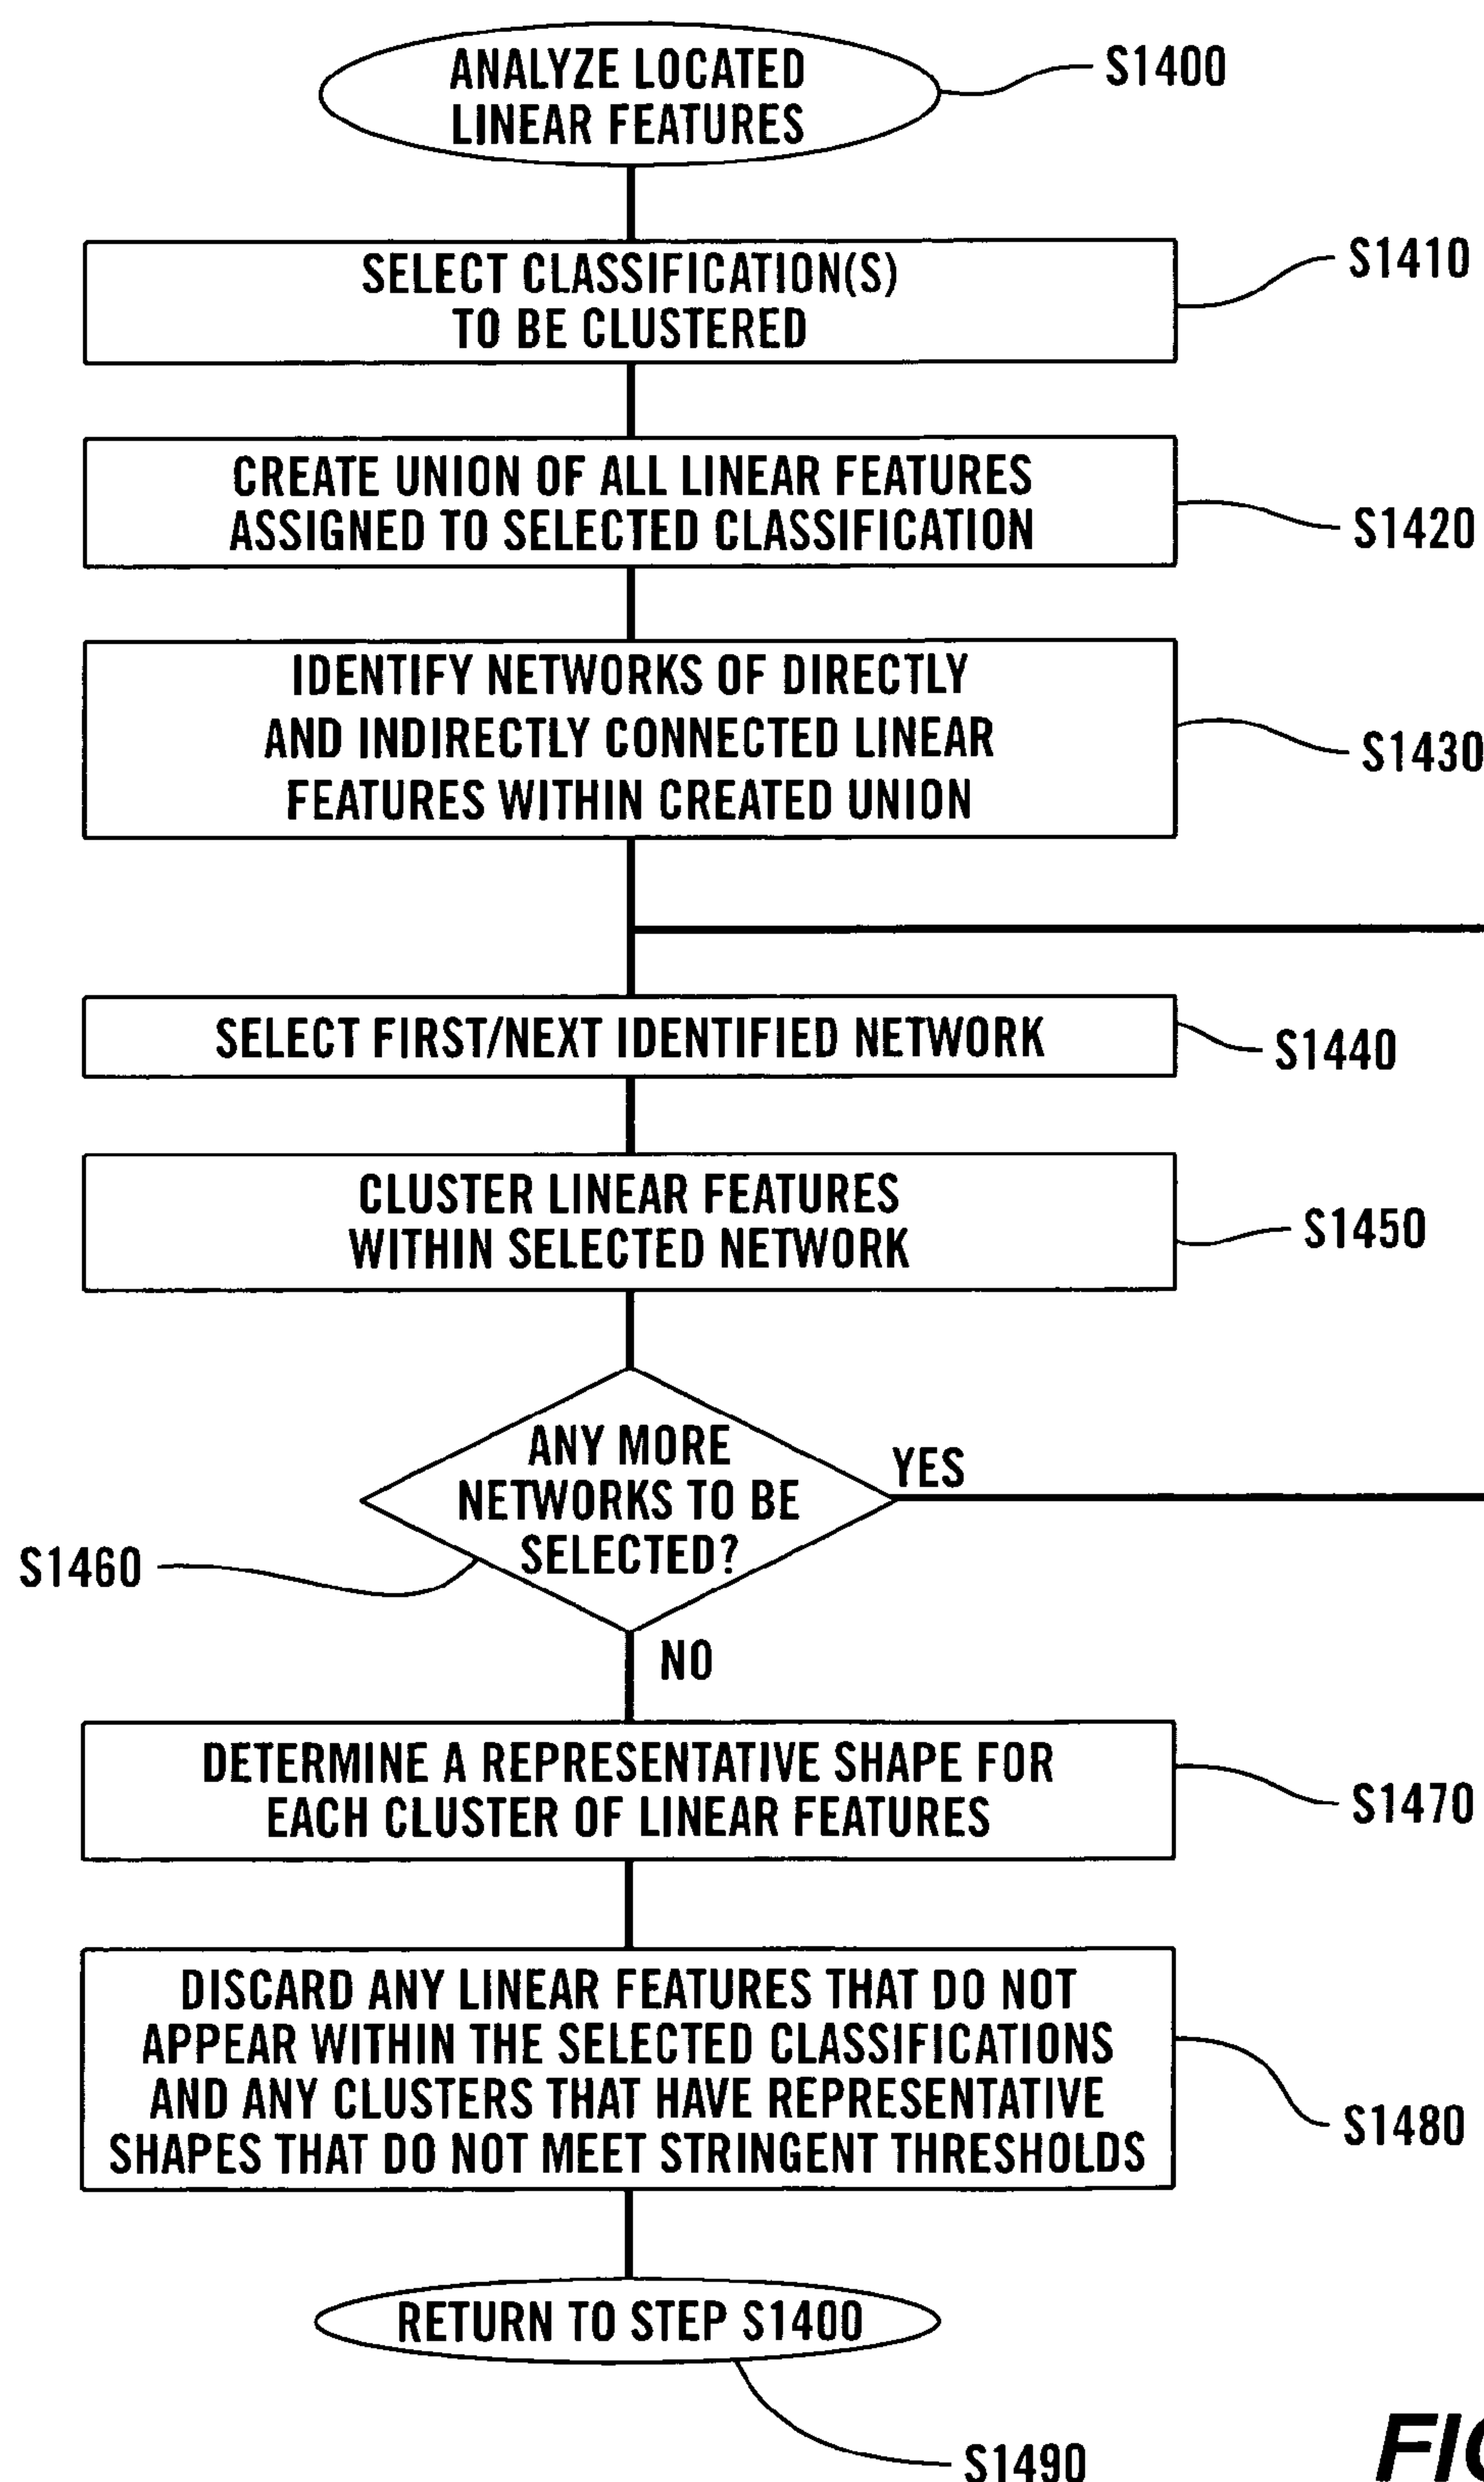 ANALYZE LOCATED
LINEAR FEATURES
S1400
SELECT CLASSIFICATION(S)
TO BE CLUSTERED
S1410
CREATE UNION OF ALL LINEAR FEATURES
ASSIGNED TO SELECTED CLASSIFICATION
S1420
IDENTIFY NETWORKS OF DIRECTLY
AND INDIRECTLY CONNECTED LINEAR
FEATURES WITHIN CREATED UNION
S1430
SELECT FIRST/NEXT IDENTIFIED NETWORK
S1440
CLUSTER LINEAR FEATURES
WITHIN SELECTED NETWORK
S1450
ANY MORE
NETWORKS TO BE
SELECTED?
YES
S1460
NO
DETERMINE A REPRESENTATIVE SHAPE FOR
EACH CLUSTER OF LINEAR FEATURES
S1470
DISCARD ANY LINEAR FEATURES THAT DO NOT
APPEAR WITHIN THE SELECTED CLASSIFICATIONS
AND ANY CLUSTERS THAT HAVE REPRESENTATIVE
SHAPES THAT DO NOT MEET STRINGENT THRESHOLDS
S1480
RETURN TO STEP S1400
S1490